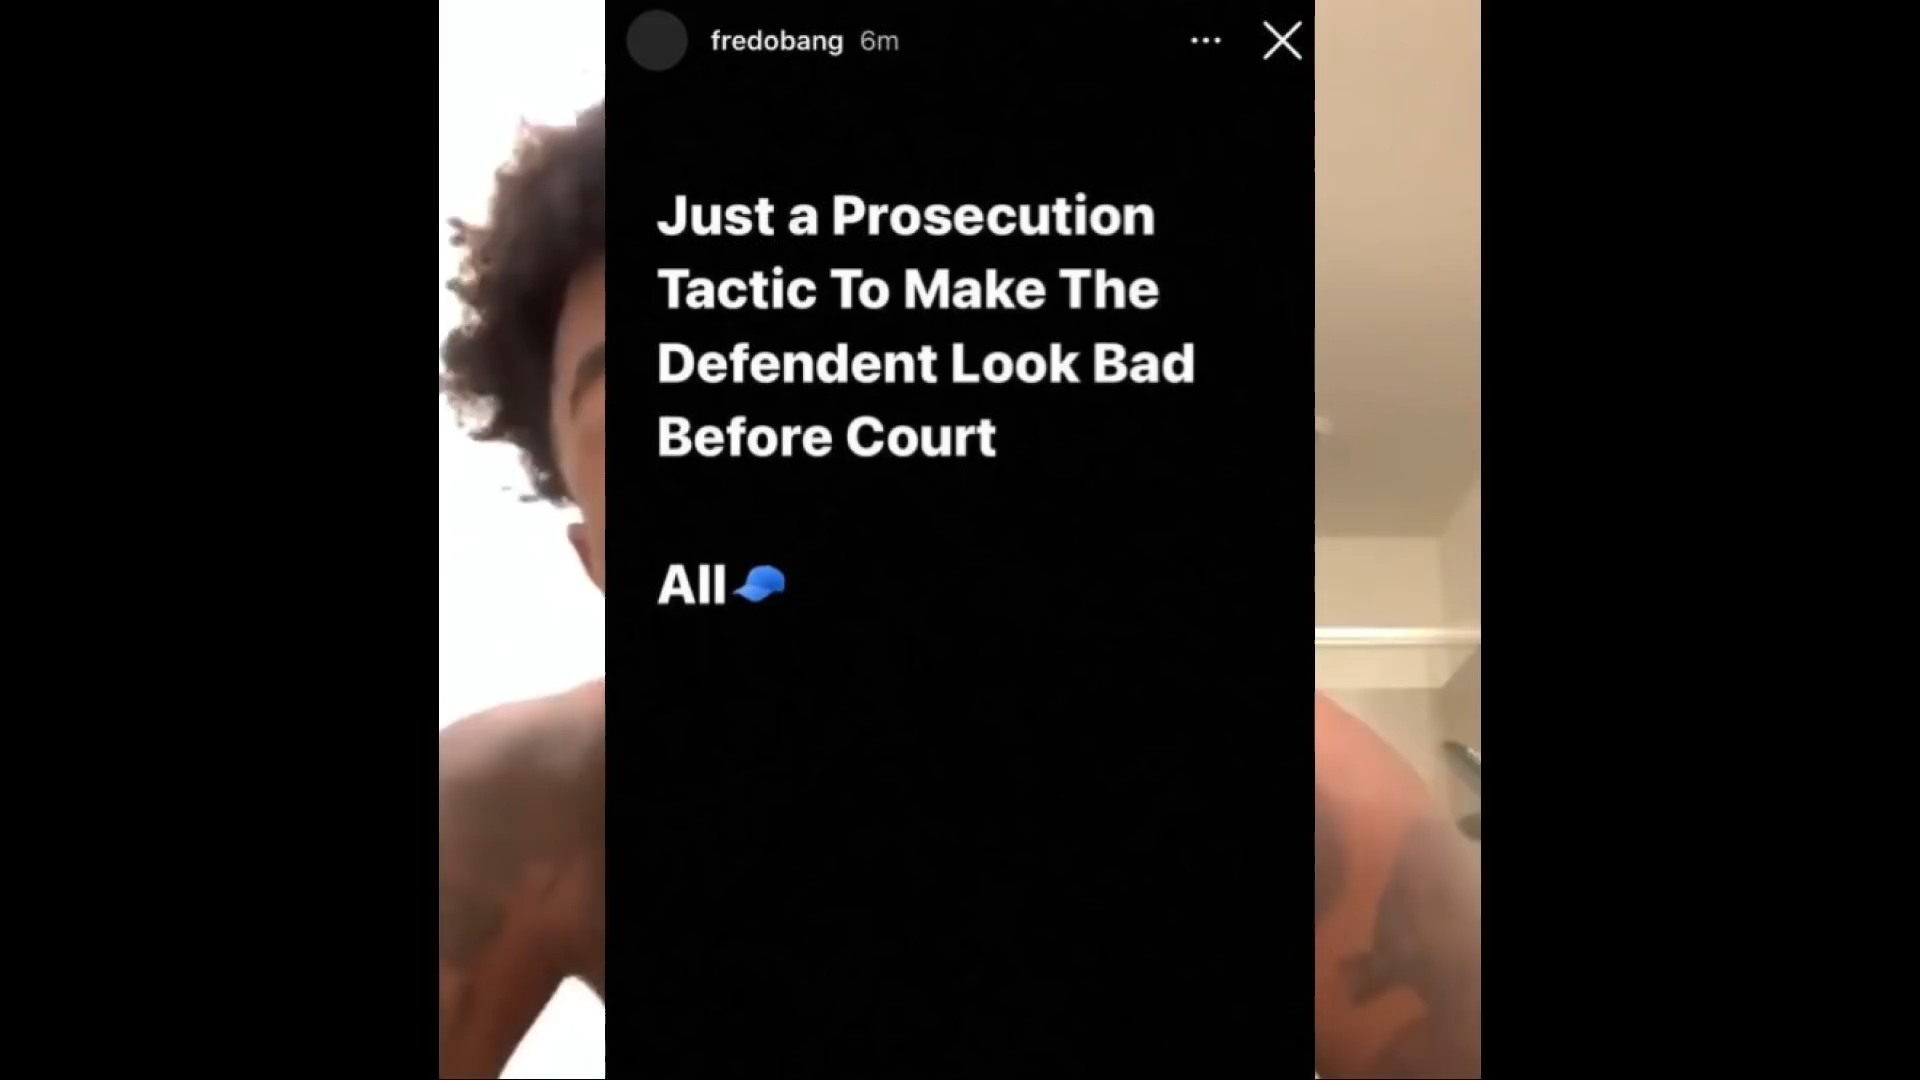 fredobang 6m
Just a Prosecution
Tactic To Make The
Defendent Look Bad
Before Court
All🧢